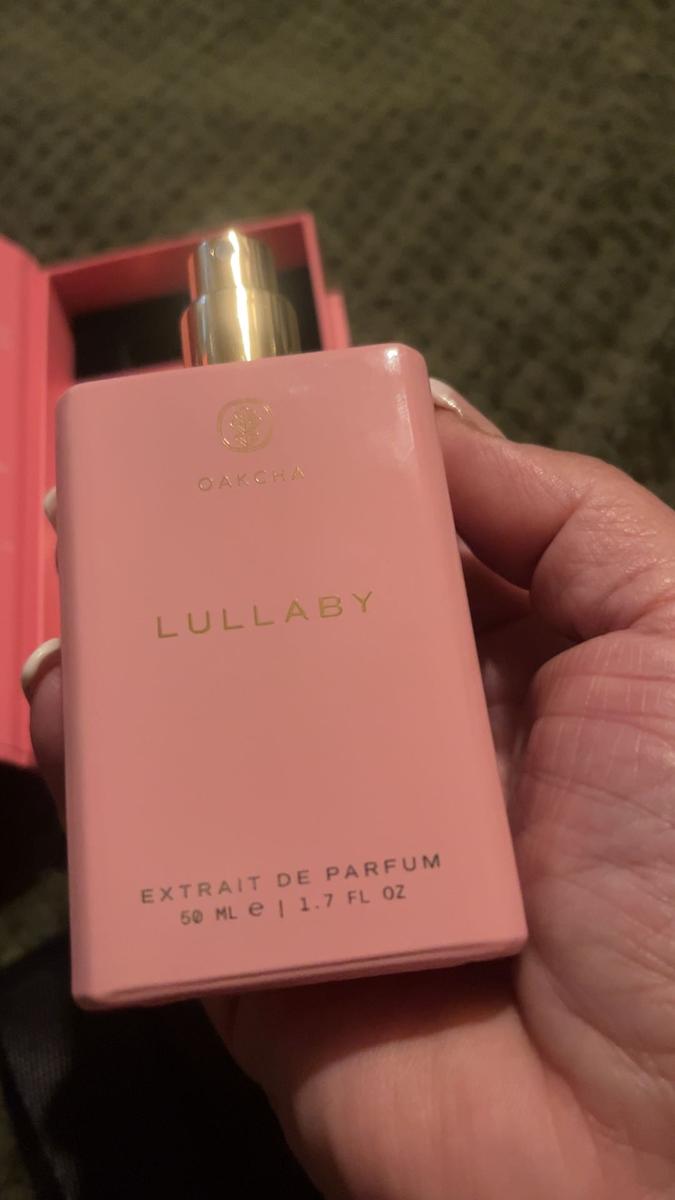 OAKCHA
LULLABY
EXTRAIT DE PARFUM
50 ML e | 1.7 FL OZ